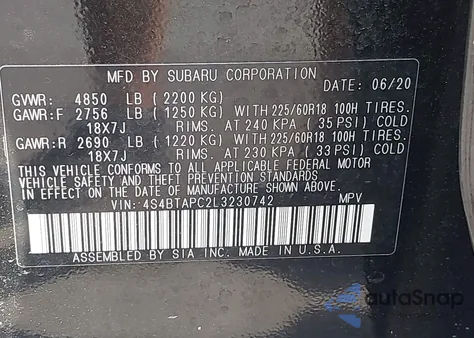 MFD BY SUBARU CORPORATION
DATE: 06/20
GVWR: 4850 LB (2200 KG)
GAWR:F 2756 LB (1250 KG) WITH 225/60R18 100H TIRES.
18X7J RIMS. AT 240 KPA (35 PSI) COLD
GAWR:R 2690 LB (1220 KG) WITH 225/60R18 100H TIRES.
18X7J RIMS. AT 230 KPA (33 PSI) COLD
THIS VEHICLE CONFORMS TO ALL APPLICABLE FEDERAL MOTOR
VEHICLE SAFETY AND THEFT PREVENTION STANDARDS
IN EFFECT ON THE DATE OF MANUFACTURE SHOWN ABOVE.
VIN: 4S4BTAPC2L3230742 MPV
ASSEMBLED BY SIA INC. MADE IN U.S.A.
autoSnap